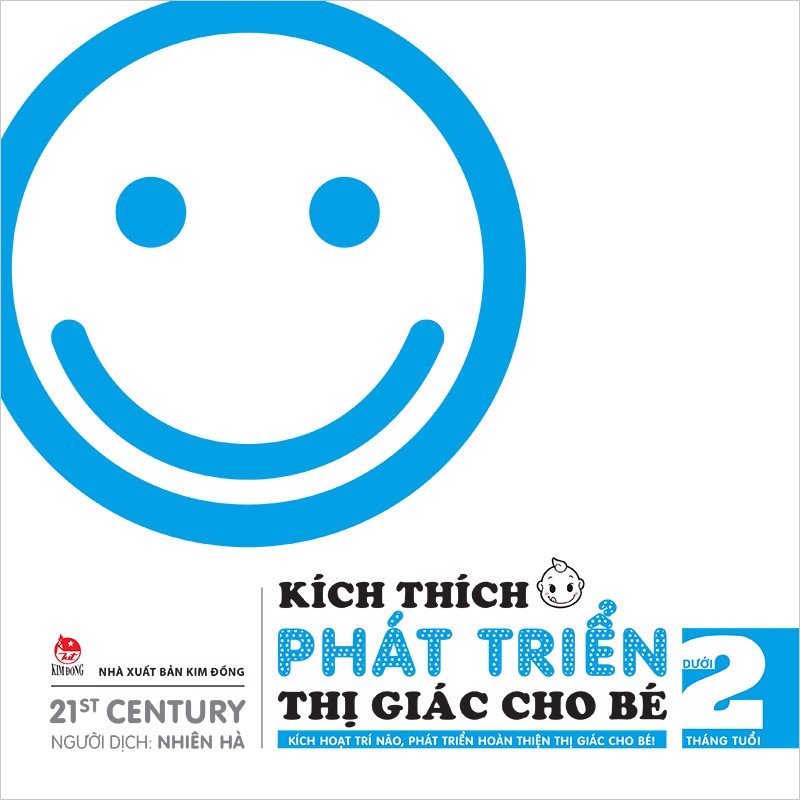 KÍCH THÍCH
PHÁT TRIỂN
THỊ GIÁC CHO BÉ
KÍCH HOẠT TRÍ NÃO, PHÁT TRIỂN HOÀN THIỆN THỊ GIÁC CHO BÉ!
DƯỚI
2
THÁNG TUỔI
KIM ĐỒNG
NHÀ XUẤT BẢN KIM ĐỒNG
21ST CENTURY
NGƯỜI DỊCH: NHIÊN HÀ